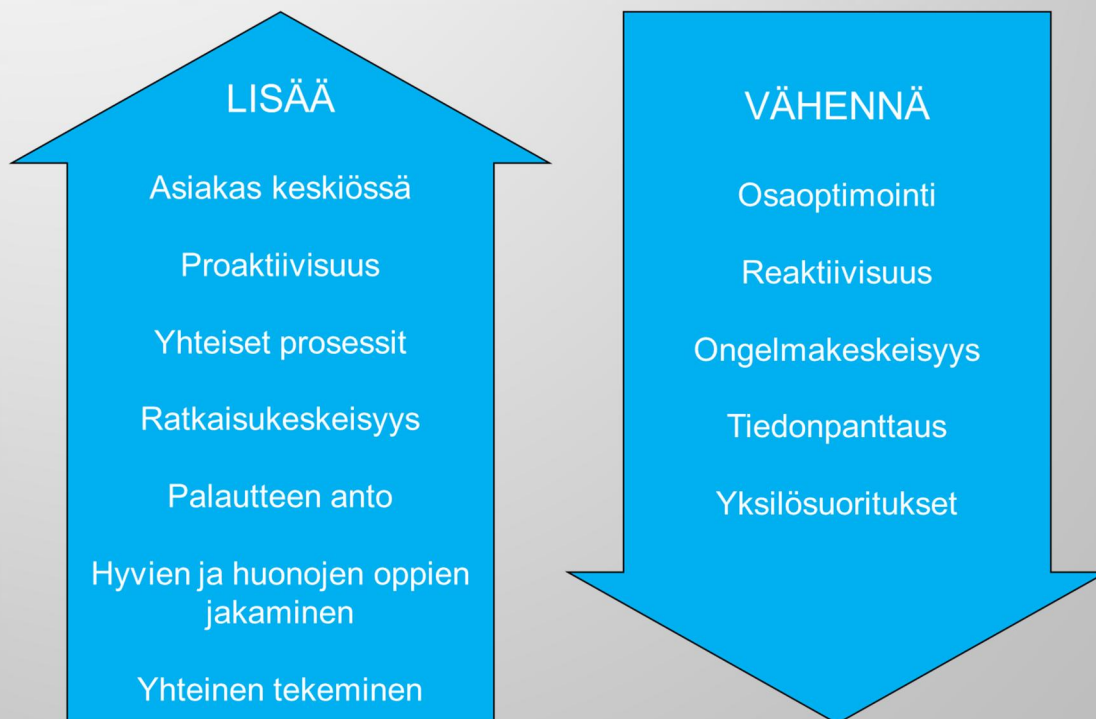 LISÄÄ
Asiakas keskiössä
Proaktiivisuus
Yhteiset prosessit
Ratkaisukeskeisyys
Palautteen anto
Hyvien ja huonojen oppien
jakaminen
Yhteinen tekeminen
VÄHENNÄ
Osaoptimointi
Reaktiivisuus
Ongelmakeskeisyys
Tiedonpanttaus
Yksilösuoritukset